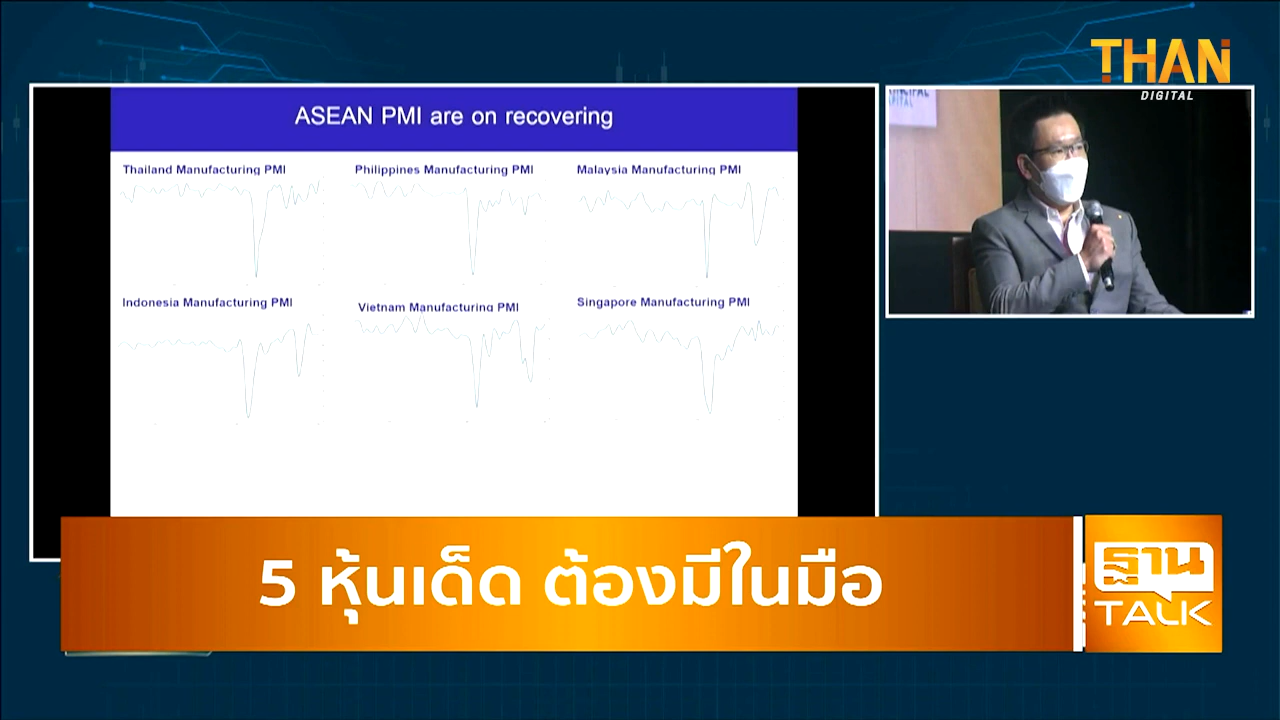 THAN
DIGITAL
ASEAN PMI are on recovering
Thailand Manufacturing PMI
Philippines Manufacturing PMI
Malaysia Manufacturing PMI
Indonesia Manufacturing PMI
Vietnam Manufacturing PMI
Singapore Manufacturing PMI
5 หุ้นเด็ด ต้องมีในมือ
ฐาน
TALK